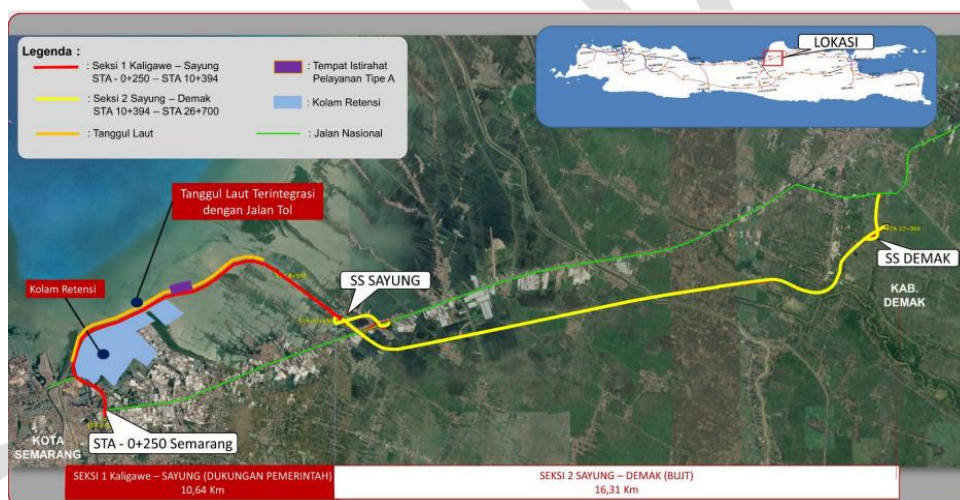 LOKASI
Legenda :
: Seksi 1 Kaligawe – Sayung
STA - 0+250 – STA 10+394
: Seksi 2 Sayung – Demak
STA 10+394 – STA 26+700
: Tanggul Laut
: Tempat Istirahat
Pelayanan Tipe A
: Kolam Retensi
: Jalan Nasional
Tanggul Laut Terintegrasi
dengan Jalan Tol
Kolam Retensi
SS SAYUNG
SS DEMAK
KAB.
DEMAK
KOTA
SEMARANG
STA - 0+250 Semarang
SEKSI 1 Kaligawe – SAYUNG (DUKUNGAN PEMERINTAH)
10,64 Km
SEKSI 2 SAYUNG – DEMAK (BUJT)
16,31 Km